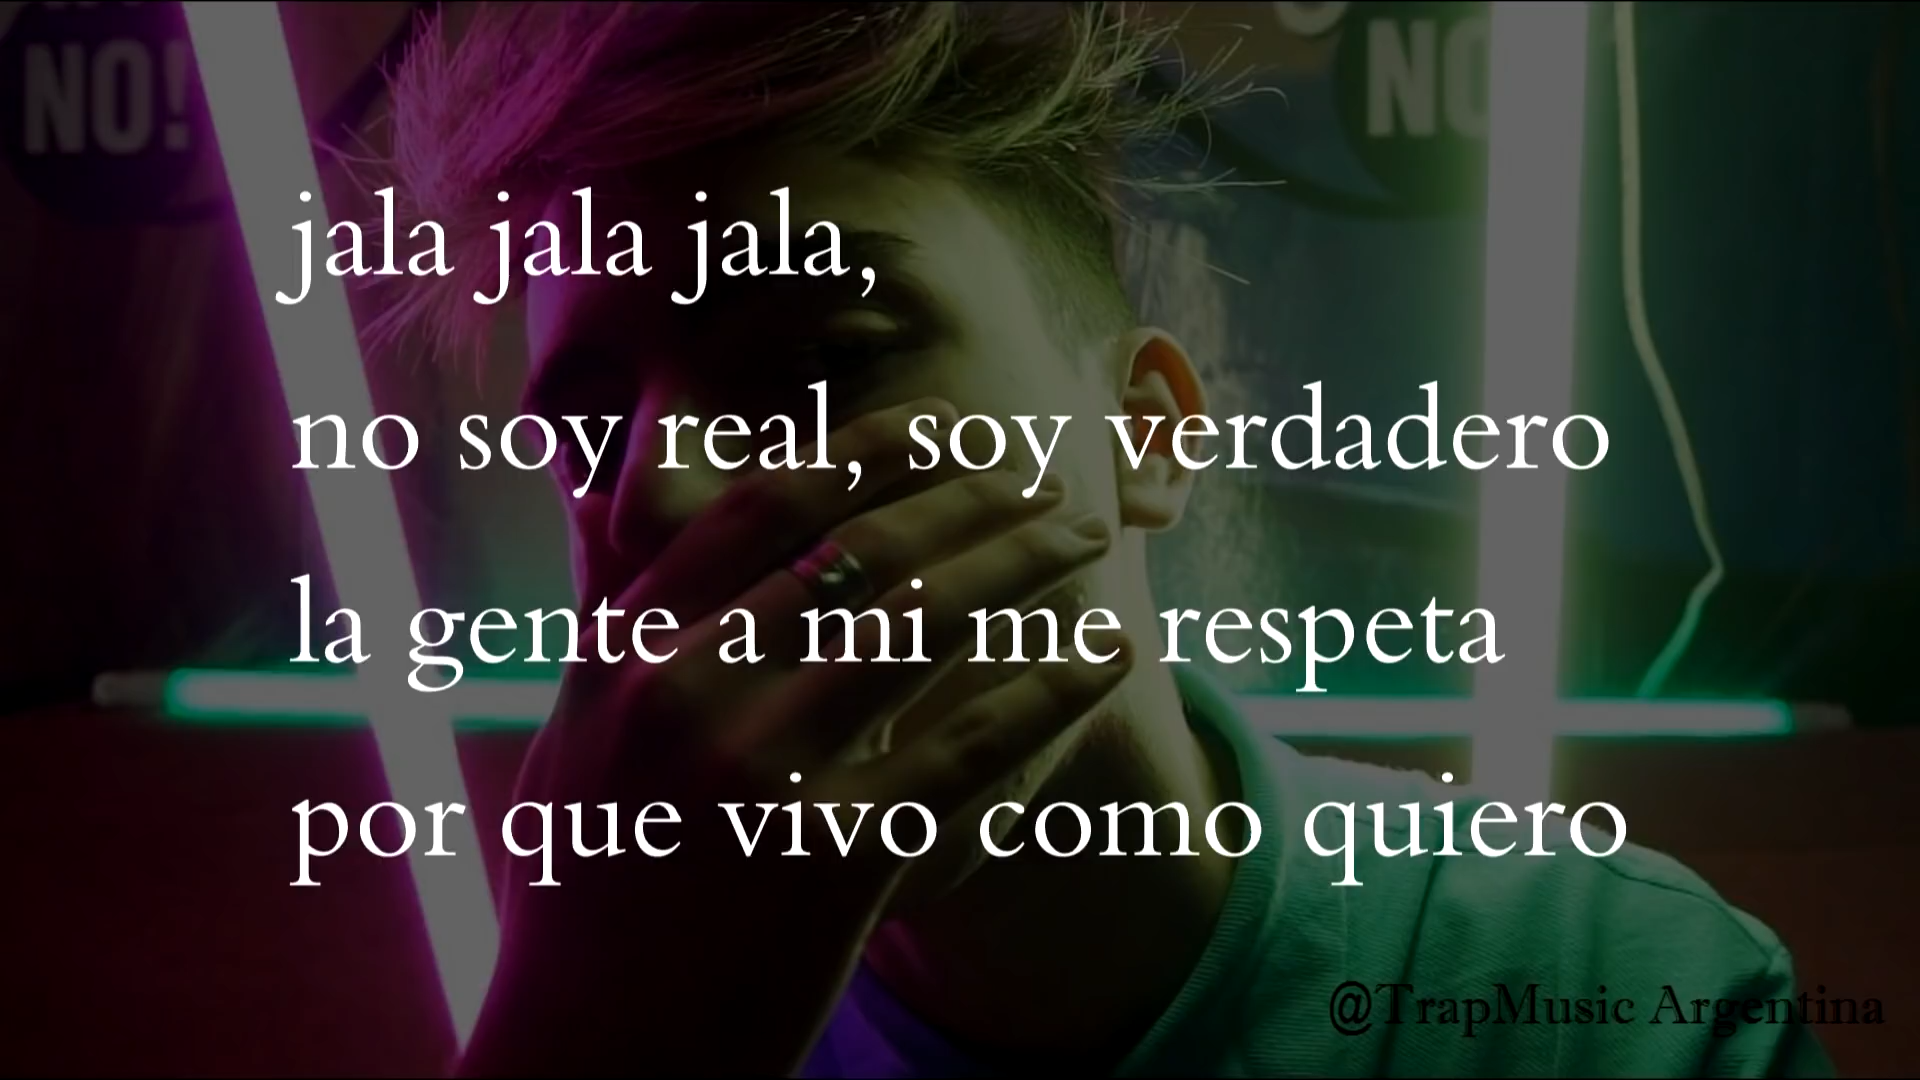 NO!
NO
jala jala jala,
no soy real, soy verdadero
la gente a mi me respeta
por que vivo como quiero
@TrapMusic Argentina